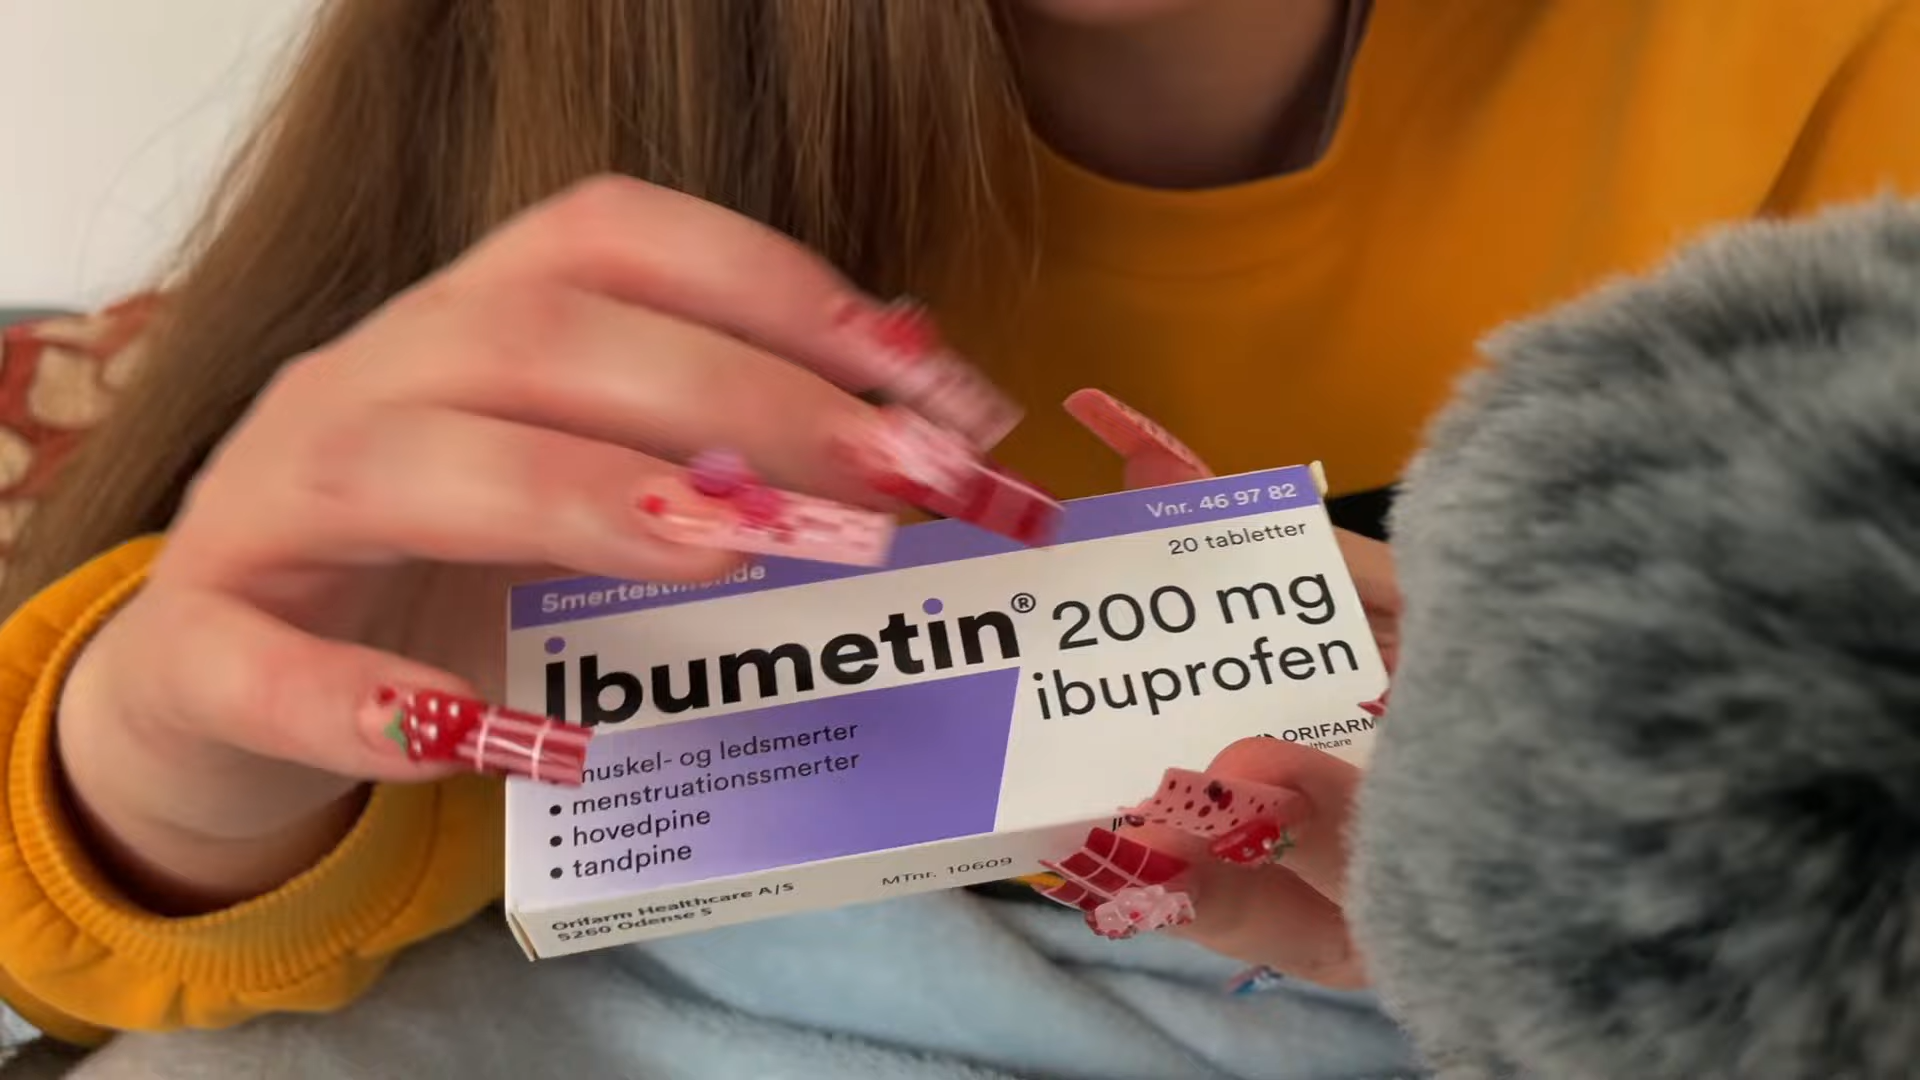 Vnr. 46 97 82
20 tabletter
ibumetin® 200 mg
ibuprofen
muskel- og ledsmerter
• menstruationssmerter
• hovedpine
• tandpine
ORIFARM
Orifarm Healthcare A/S
5260 Odense S
MTnr. 10609